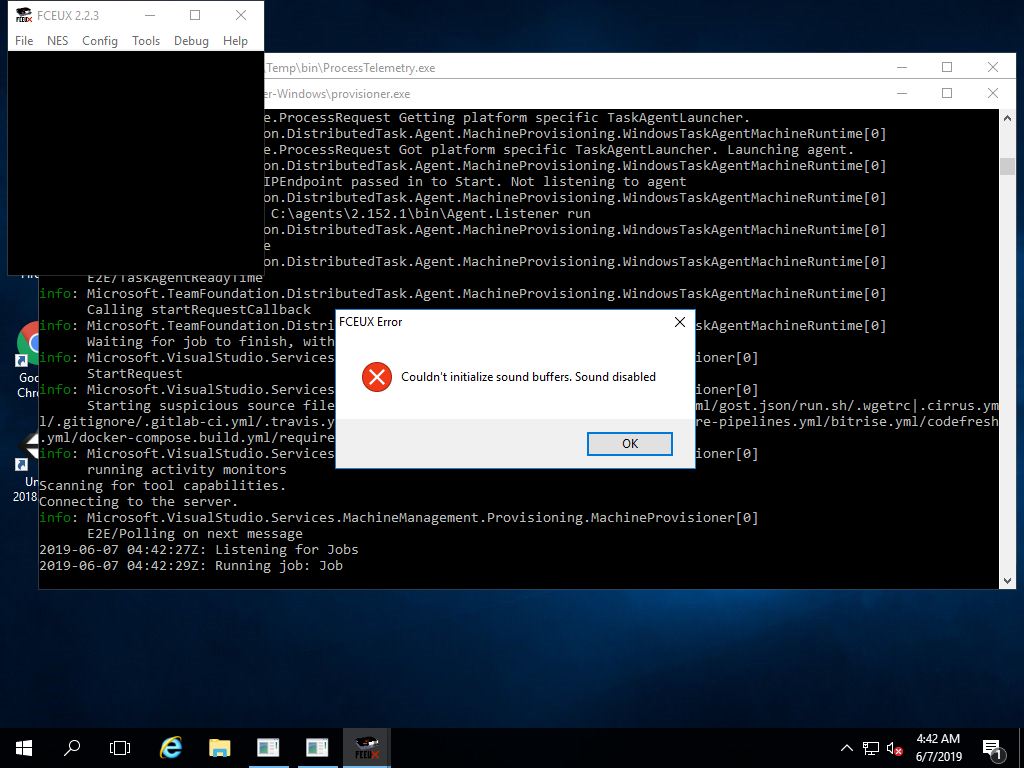 FCEUX 2.2.3
File NES Config Tools Debug Help
\Temp\bin\ProcessTelemetry.exe
er-Windows\provisioner.exe
e.ProcessRequest Getting platform specific TaskAgentLauncher.
on.DistributedTask.Agent.MachineProvisioning.WindowsTaskAgentMachineRuntime[0]
e.ProcessRequest Got platform specific TaskAgentLauncher. Launching agent.
on.DistributedTask.Agent.MachineProvisioning.WindowsTaskAgentMachineRuntime[0]
IPEndpoint passed in to Start. Not listening to agent
on.DistributedTask.Agent.MachineProvisioning.WindowsTaskAgentMachineRuntime[0]
C:\agents\2.152.1\bin\Agent.Listener run
on.DistributedTask.Agent.MachineProvisioning.WindowsTaskAgentMachineRuntime[0]
e
on.DistributedTask.Agent.MachineProvisioning.WindowsTaskAgentMachineRuntime[0]
E2E/TaskAgentReadyTime
info: Microsoft.TeamFoundation.DistributedTask.Agent.MachineProvisioning.WindowsTaskAgentMachineRuntime[0]
Calling startRequestCallback
info: Microsoft.TeamFoundation.Distri skAgentMachineRuntime[0]
Waiting for job to finish, with
info: Microsoft.VisualStudio.Services ioner[0]
StartRequest
info: Microsoft.VisualStudio.Services ioner[0]
Starting suspicious source file ml/gost.json/run.sh/.wgetrc|.cirrus.ym
l/.gitignore/.gitlab-ci.yml/.travis.y re-pipelines.yml/bitrise.yml/codefresh
.yml/docker-compose.build.yml/require
info: Microsoft.VisualStudio.Services ioner[0]
running activity monitors
Scanning for tool capabilities.
Connecting to the server.
info: Microsoft.VisualStudio.Services.MachineManagement.Provisioning.MachineProvisioner[0]
E2E/Polling on next message
2019-06-07 04:42:27Z: Listening for Jobs
2019-06-07 04:42:29Z: Running job: Job
FCEUX Error
Couldn't initialize sound buffers. Sound disabled
OK
Goo
Chr
Un
2018
FCEUX
4:42 AM
6/7/2019
1